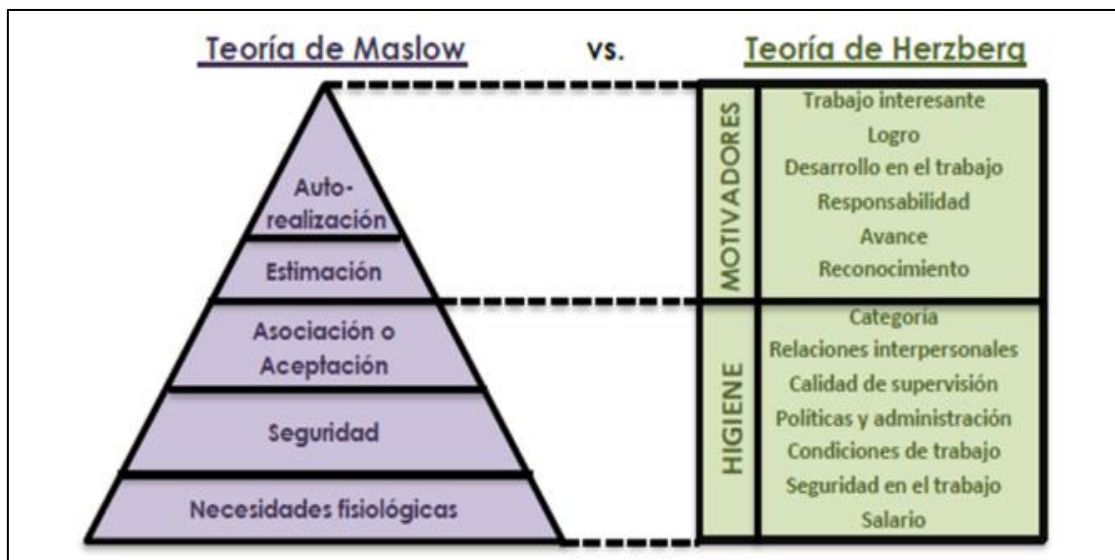 Teoría de Maslow vs. Teoría de Herzberg
Auto-
realización
Estimación
Asociación o
Aceptación
Seguridad
Necesidades fisiológicas
MOTIVADORES
Trabajo interesante
Logro
Desarrollo en el trabajo
Responsabilidad
Avance
Reconocimiento
HIGIENE
Categoría
Relaciones interpersonales
Calidad de supervisión
Políticas y administración
Condiciones de trabajo
Seguridad en el trabajo
Salario